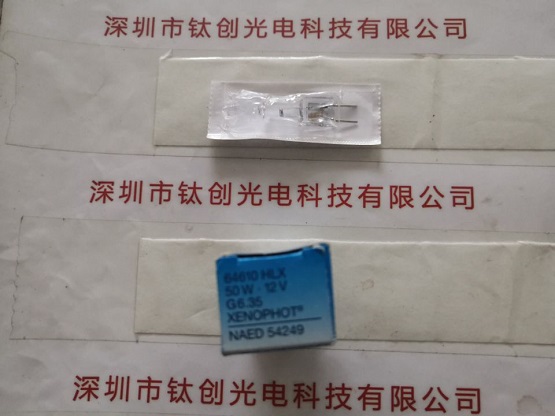 深圳市钛创光电科技有限公司
深圳市钛创光电科技有限公司
64610 HLX
50W · 12V
G6.35
XENOPHOT®
NAED 54249
深圳市钛创光电科技有限公司